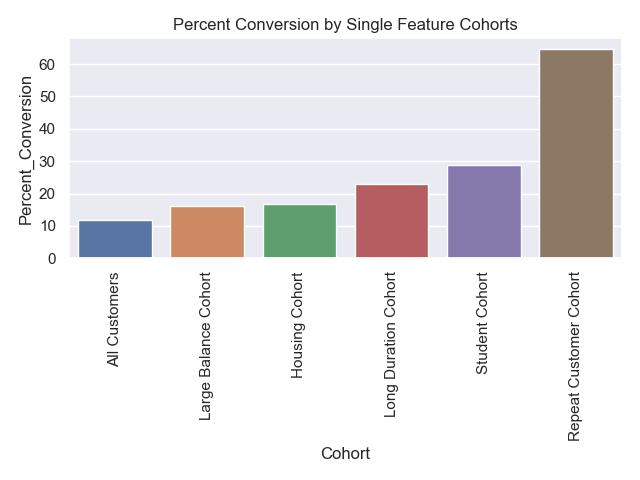 Percent Conversion by Single Feature Cohorts
Percent_Conversion
60
50
40
30
20
10
0
All Customers
Large Balance Cohort
Housing Cohort
Long Duration Cohort
Student Cohort
Repeat Customer Cohort
Cohort